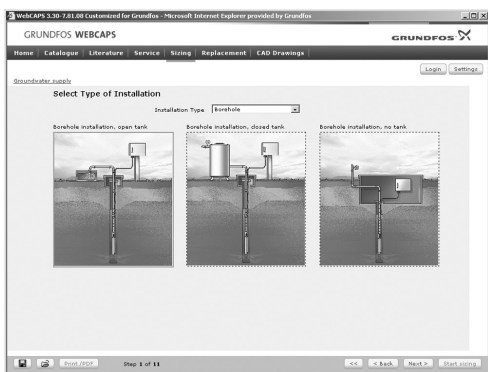 WebCAPS 3.30-7.81.08 Customized for Grundfos - Microsoft Internet Explorer provided by Grundfos
GRUNDFOS WEBCAPS
GRUNDFOS
Home Catalogue Literature Service Sizing Replacement CAD Drawings
Login Settings
Groundwater supply
Select Type of Installation
Installation Type Borehole
Borehole installation, open tank Borehole installation, closed tank Borehole installation, no tank
Print/PDF Step 1 of 11 << < Back Next > Start sizing